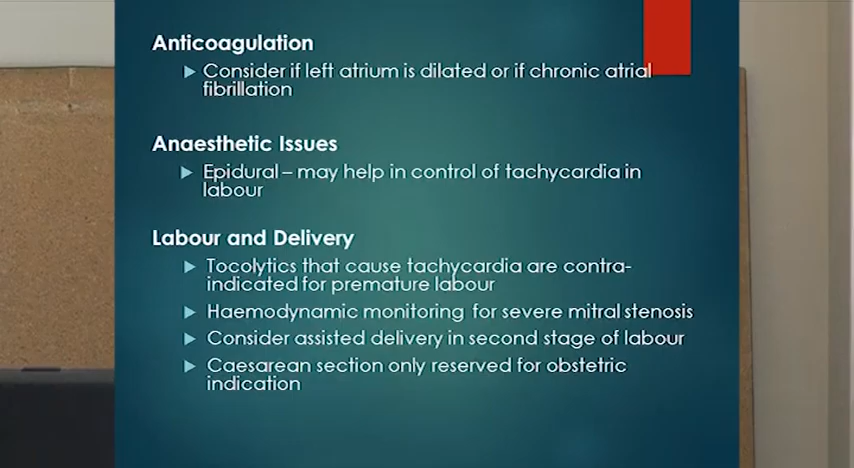 Anticoagulation
Consider if left atrium is dilated or if chronic atrial
fibrillation
Anaesthetic Issues
Epidural – may help in control of tachycardia in
labour
Labour and Delivery
Tocolytics that cause tachycardia are contra-
indicated for premature labour
Haemodynamic monitoring for severe mitral stenosis
Consider assisted delivery in second stage of labour
Caesarean section only reserved for obstetric
indication